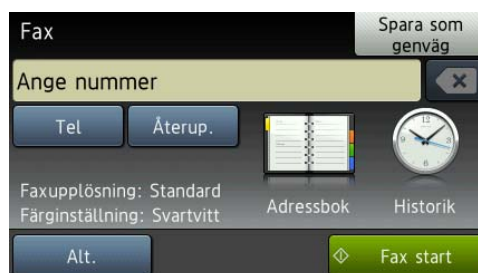 Fax
Spara som
genväg
Ange nummer
Tel
Återup.
Faxupplösning: Standard
Färginställning: Svartvitt
Adressbok
Historik
Alt.
Fax start